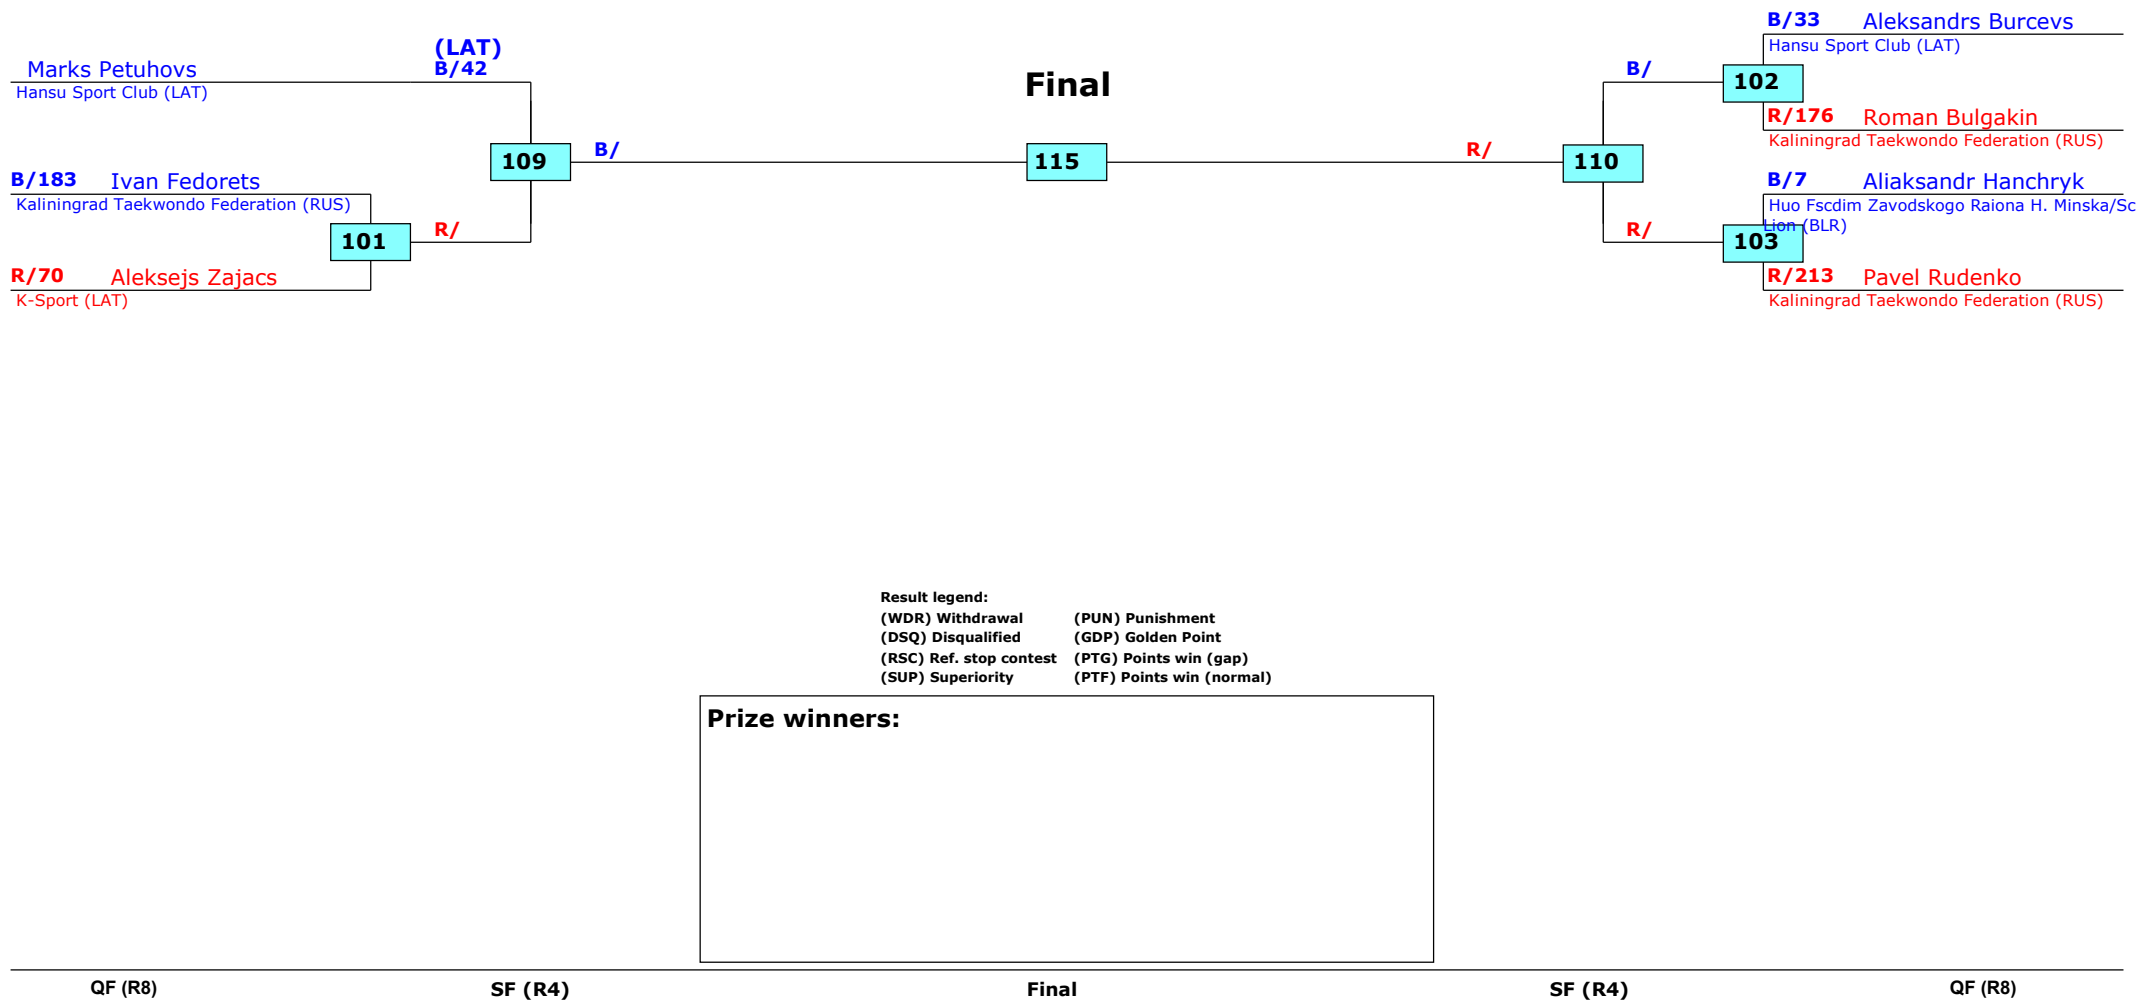 B/33 Aleksandrs Burcevs
Hansu Sport Club (LAT)
(LAT)
Marks Petuhovs B/42
Hansu Sport Club (LAT)
Final
B/
102
R/176 Roman Bulgakin
Kaliningrad Taekwondo Federation (RUS)
109
B/
115
R/
110
B/183 Ivan Fedorets
Kaliningrad Taekwondo Federation (RUS)
B/7 Aliaksandr Hanchryk
Huo Fscdim Zavodskogo Raiona H. Minska/Sc
Lion (BLR)
101
R/
R/
103
R/70 Aleksejs Zajacs
K-Sport (LAT)
R/213 Pavel Rudenko
Kaliningrad Taekwondo Federation (RUS)
Result legend:
(WDR) Withdrawal (PUN) Punishment
(DSQ) Disqualified (GDP) Golden Point
(RSC) Ref. stop contest (PTG) Points win (gap)
(SUP) Superiority (PTF) Points win (normal)
Prize winners:
QF (R8) SF (R4) Final SF (R4) QF (R8)